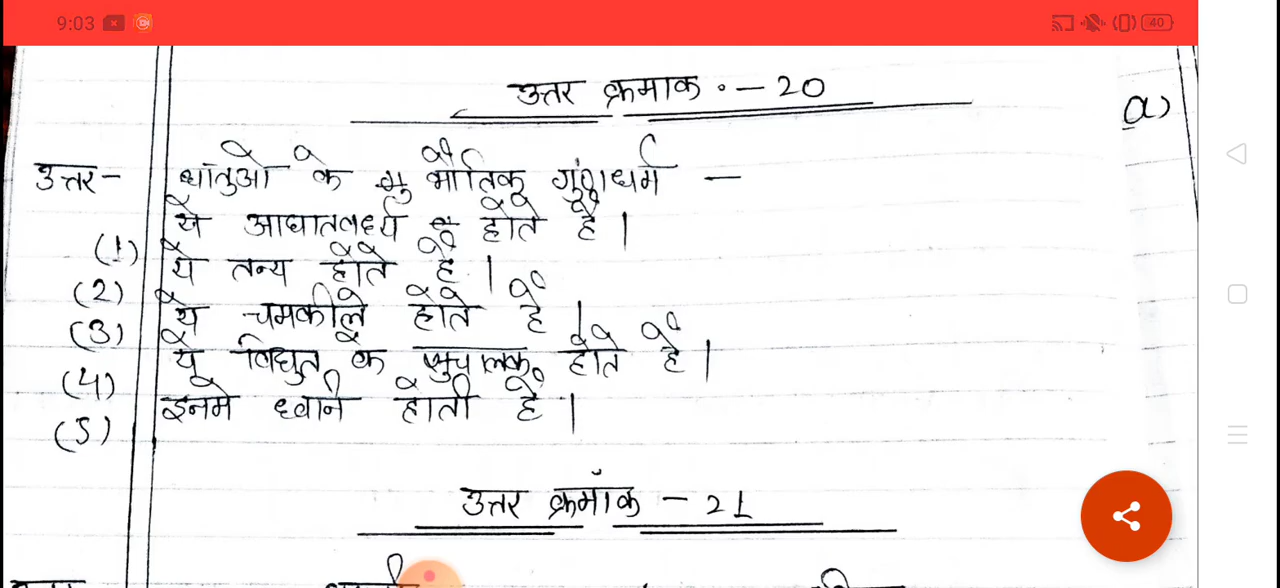 9:03
40
उत्तर क्रमाक :- 20
a)
उत्तर- धांतुओ के भौतिक गुणधर्म -
(1) ये आघातवर्ध्य होते है।
(2) ये तन्य होते है।
(3) ये चमकीले होते है।
(4) ये विद्युत के सुचालक होते है।
(5) इनमे ध्वानि होती है।
उत्तर क्रमाँक - 21